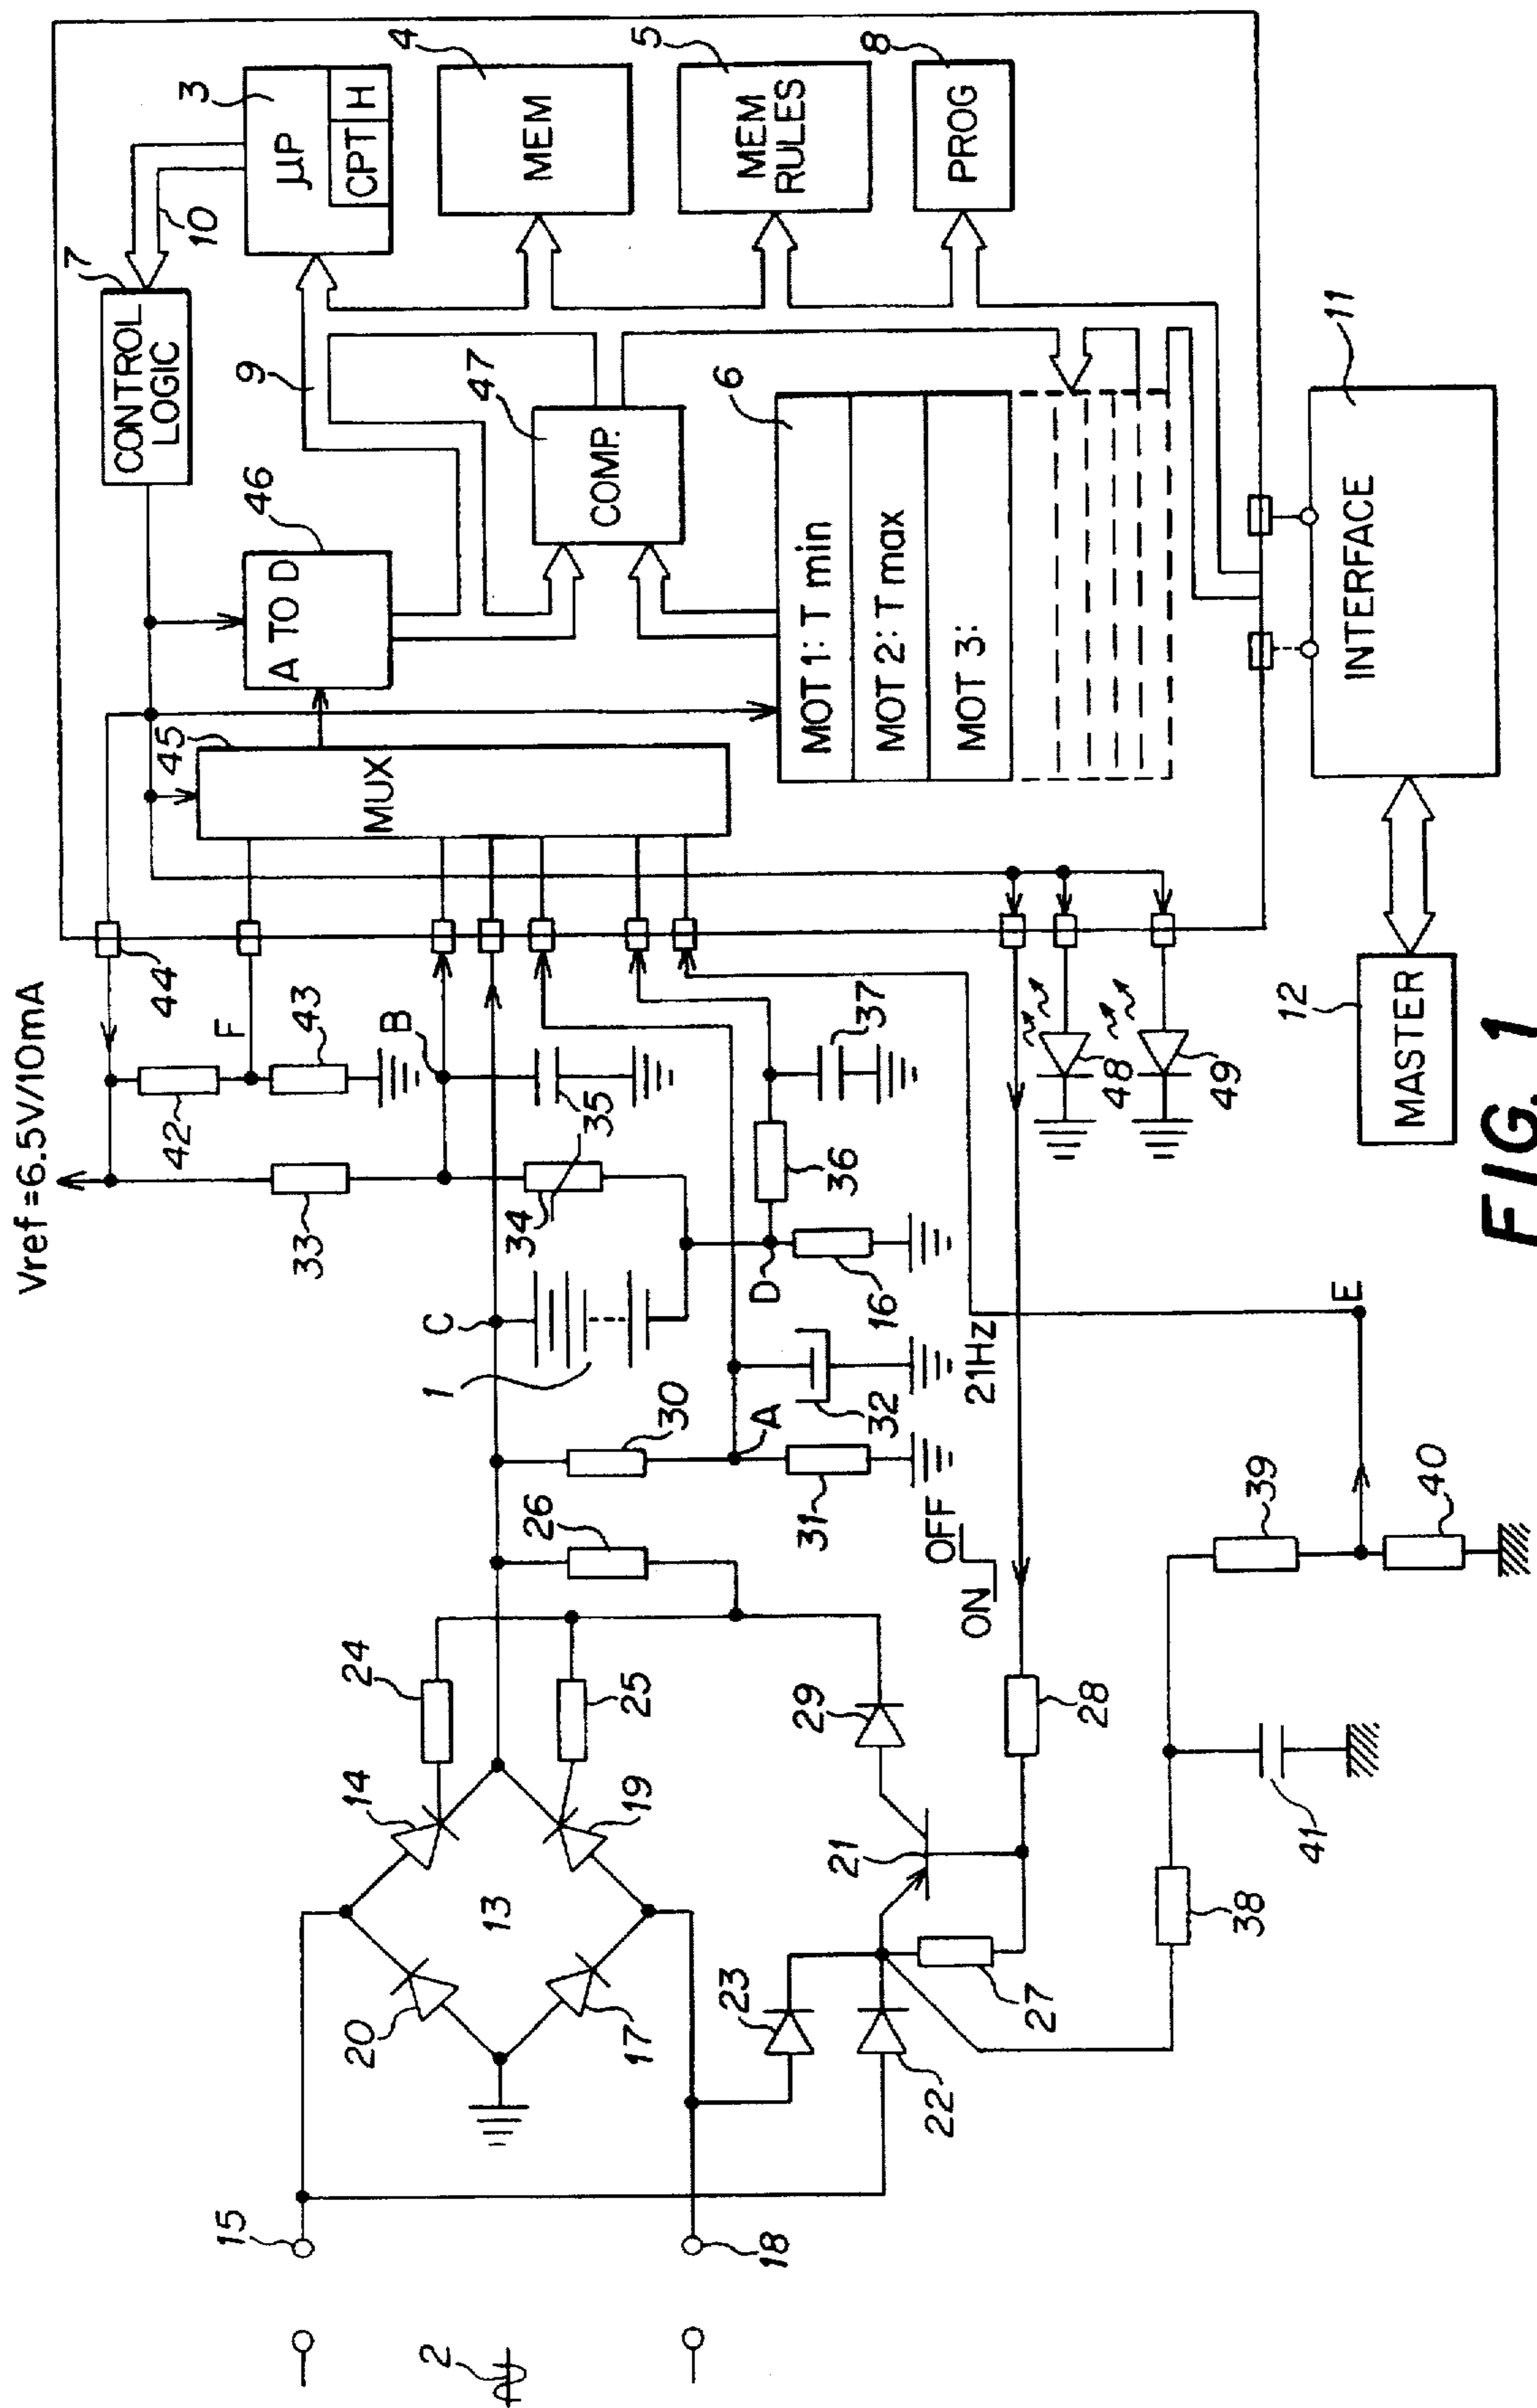 Vref = 6.5V/10mA
44
F
42
43
33
B
35
34
C
1
30
A
32
31
D
16
36
37
26
24
25
14
19
13
20
17
15
18
2
23
22
27
21
29
28
38
41
39
40
E
OFF
ON
21Hz
48
49
7
CONTROL
LOGIC
10
3
µP
CPT
H
4
MEM
5
MEM
RULES
8
PROG
9
46
A TO D
45
MUX
47
COMP.
6
MOT 1: T min
MOT 2: T max
MOT 3:
11
INTERFACE
12
MASTER
FIG. 1